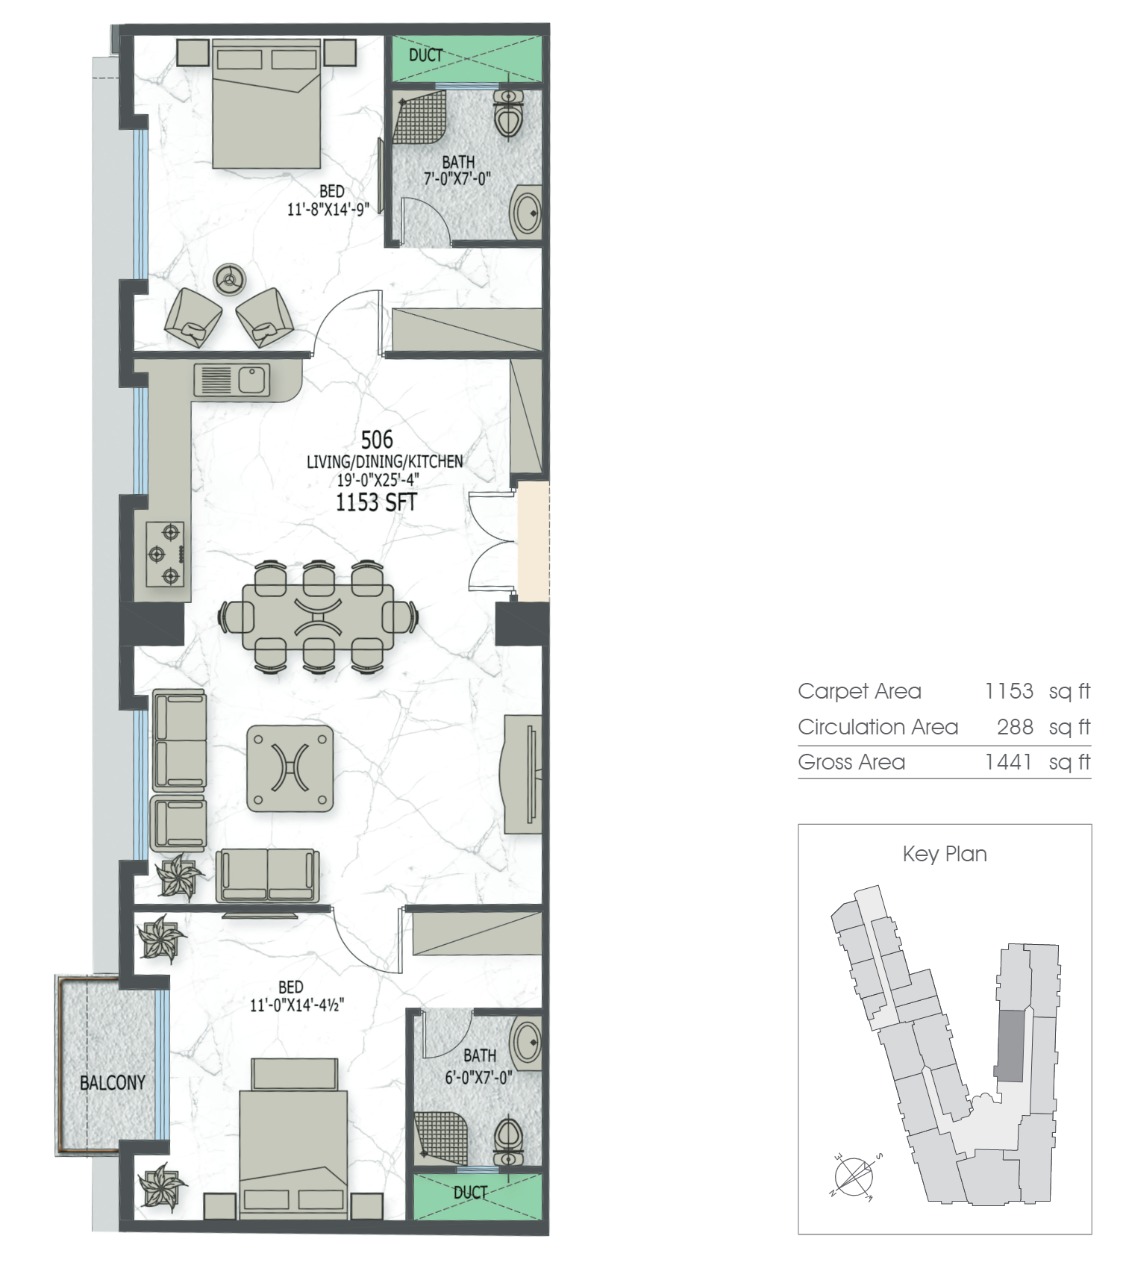 DUCT
BATH
7'-0"X7'-0"
BED
11'-8"X14'-9"
506
LIVING/DINING/KITCHEN
19'-0"X25'-4"
1153 SFT
BED
11'-0"X14'-4½"
BATH
6'-0"X7'-0"
BALCONY
DUCT
Carpet Area 1153 sq ft
Circulation Area 288 sq ft
Gross Area 1441 sq ft
Key Plan
E S
N W